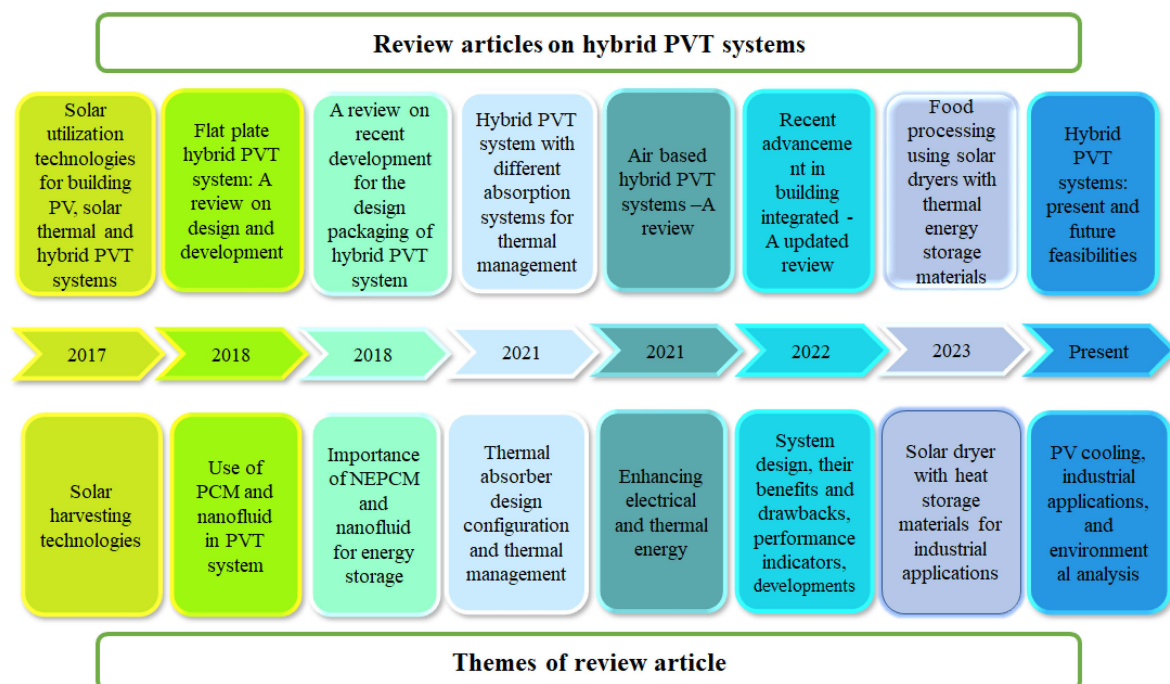 Review articles on hybrid PVT systems
Solar
utilization
technologies
for building
PV, solar
thermal and
hybrid PVT
systems
Flat plate
hybrid PVT
system: A
review on
design and
development
A review on
recent
development
for the
design
packaging of
hybrid PVT
system
Hybrid PVT
system with
different
absorption
systems for
thermal
management
Air based
hybrid PVT
systems –A
review
Recent
advanceme
nt in
building
integrated -
A updated
review
Food
processing
using solar
dryers with
thermal
energy
storage
materials
Hybrid
PVT
systems:
present and
future
feasibilities
2017
2018
2018
2021
2021
2022
2023
Present
Solar
harvesting
technologies
Use of
PCM and
nanofluid
in PVT
system
Importance
of NEPCM
and
nanofluid
for energy
storage
Thermal
absorber
design
configuration
and thermal
management
Enhancing
electrical
and thermal
energy
System
design, their
benefits and
drawbacks,
performance
indicators,
developments
Solar dryer
with heat
storage
materials for
industrial
applications
PV cooling,
industrial
applications,
and
environment
al analysis
Themes of review article